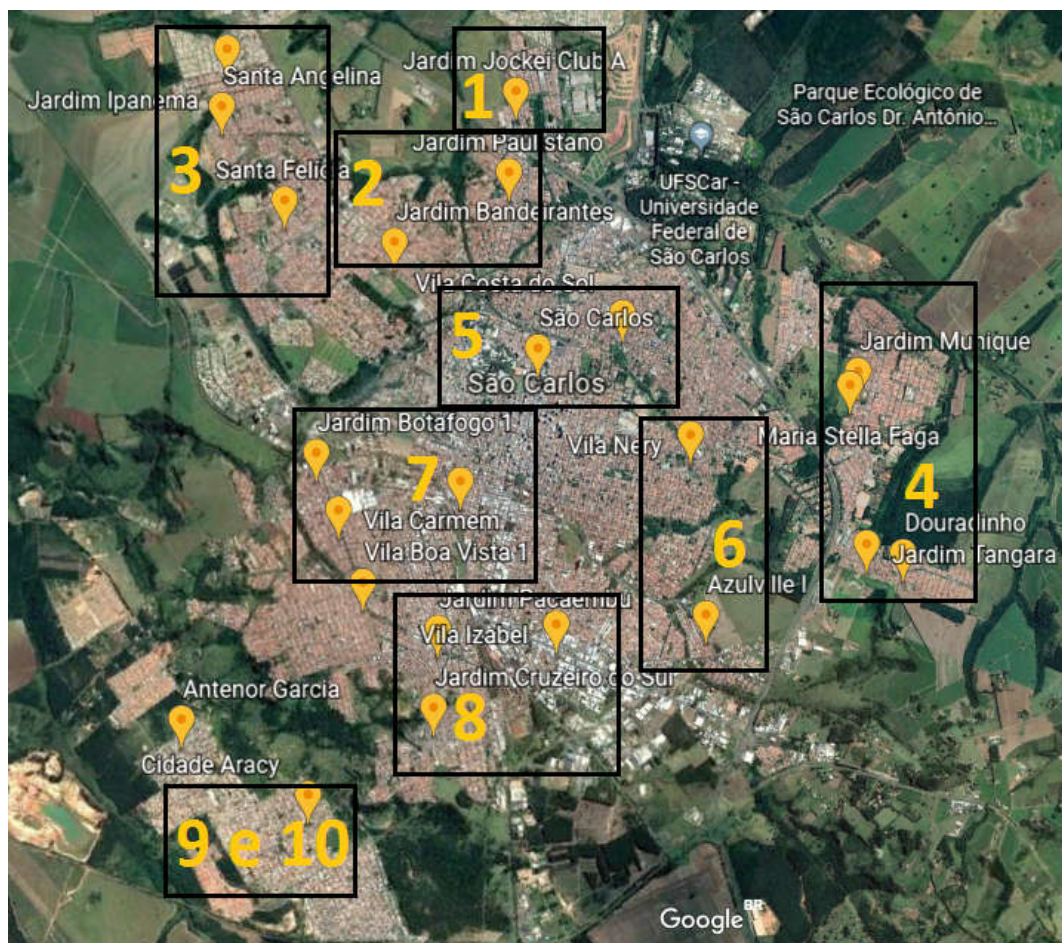 Santa Angelina
Jardim Jockei Club A
Jardim Ipanema
1
Parque Ecológico de
São Carlos Dr. Antônio...
3
Santa Felícia
2
Jardim Paulistano
UFSCar -
Universidade
Federal de
São Carlos
Jardim Bandeirantes
Vila Costa do Sol
5
São Carlos
São Carlos
Jardim Munique
Jardim Botafogo 1
Vila Nery
Maria Stella Faga
7
4
Vila Carmem
Vila Boa Vista 1
6
Douradinho
Jardim Tangara
Azulville I
Jardim Pacaembu
Vila Izabel
Jardim Cruzeiro do Sul
8
Antenor Garcia
Cidade Aracy
9 e 10
Google
BR